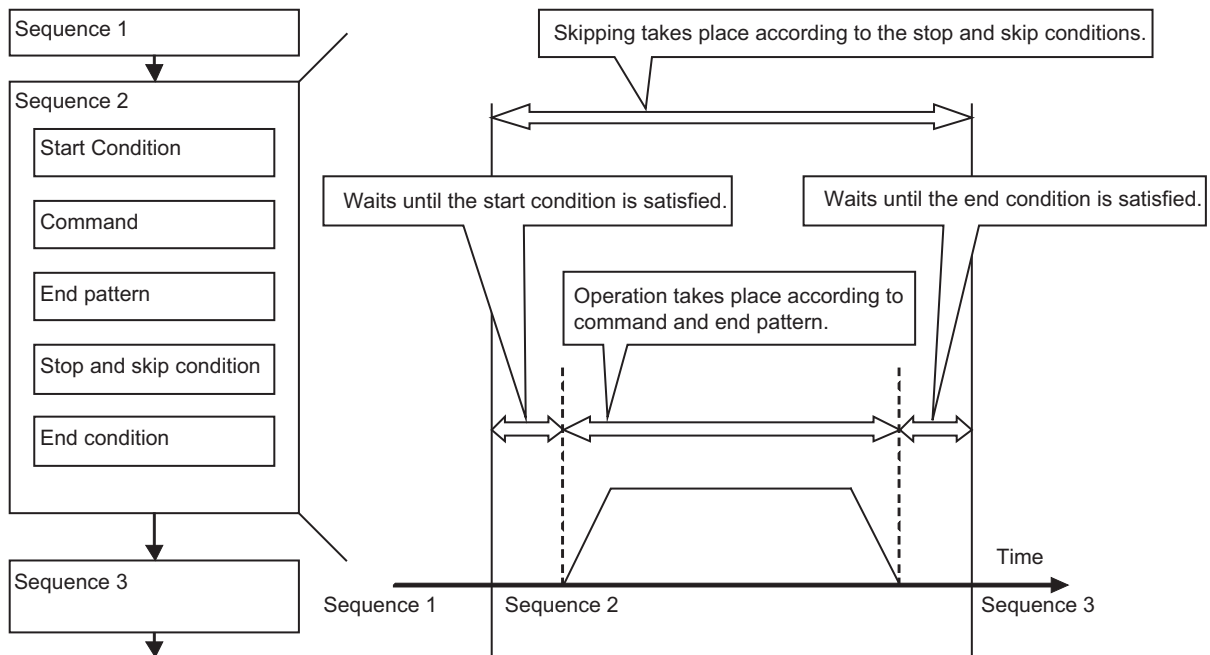 Sequence 1
Sequence 2
Start Condition
Command
End pattern
Stop and skip condition
End condition
Sequence 3
Skipping takes place according to the stop and skip conditions.
Waits until the start condition is satisfied.
Waits until the end condition is satisfied.
Operation takes place according to
command and end pattern.
Time
Sequence 1
Sequence 2
Sequence 3